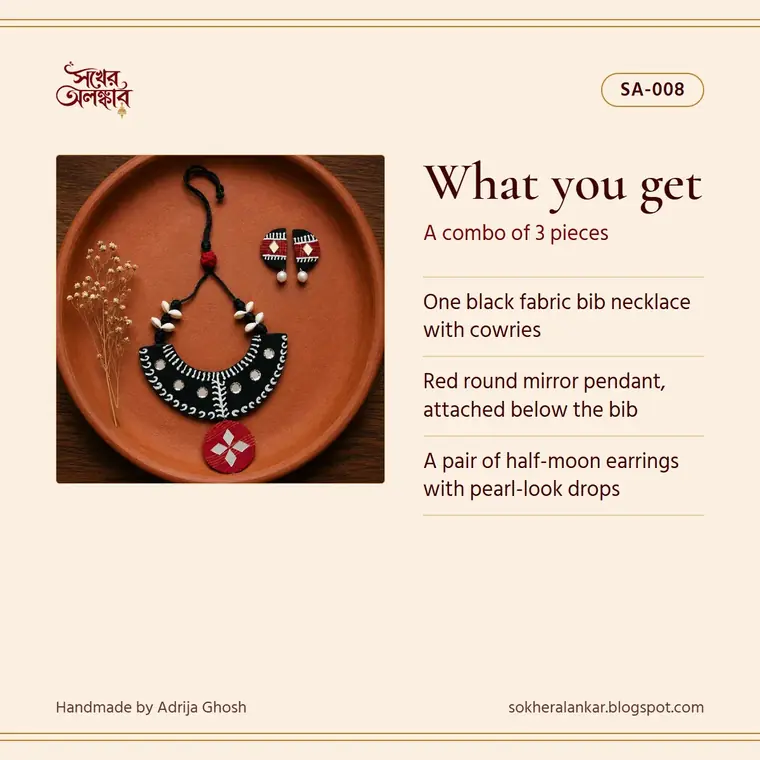 সখের
অলঙ্কার
SA-008
What you get
A combo of 3 pieces
One black fabric bib necklace
with cowries
Red round mirror pendant,
attached below the bib
A pair of half-moon earrings
with pearl-look drops
Handmade by Adrija Ghosh
sokheralankar.blogspot.com